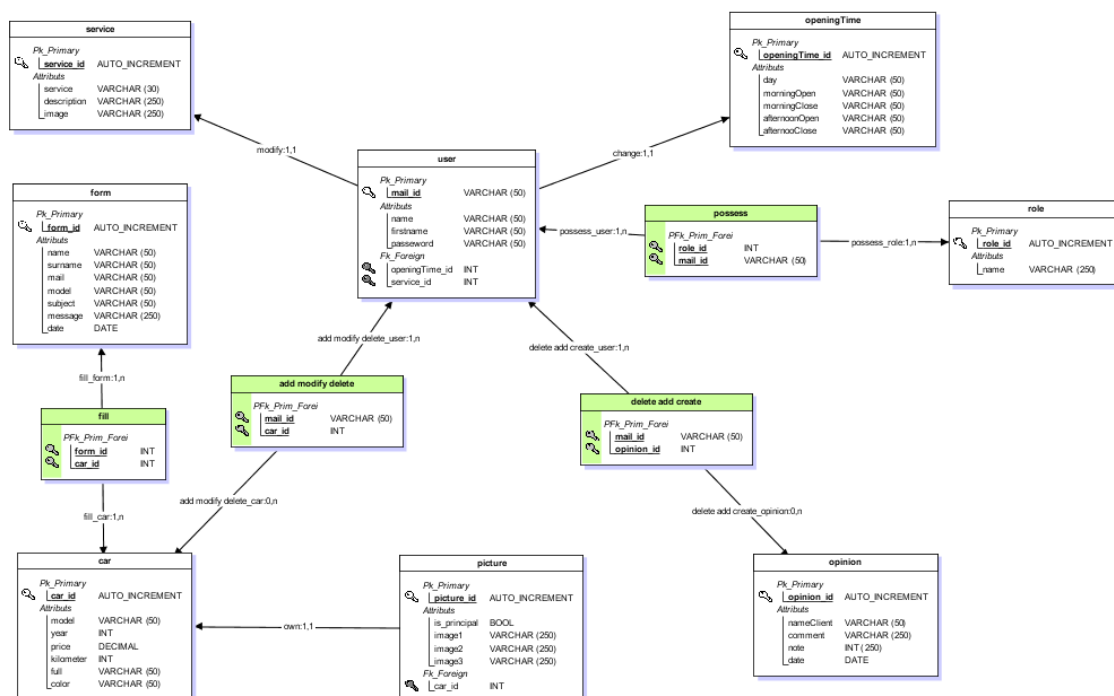 service
Pk_Primary
service_id AUTO_INCREMENT
Attributs
service VARCHAR (30)
description VARCHAR (250)
image VARCHAR (250)
openingTime
Pk_Primary
openingTime_id AUTO_INCREMENT
Attributs
day VARCHAR (50)
morningOpen VARCHAR (50)
morningClose VARCHAR (50)
afternoonOpen VARCHAR (50)
afternooClose VARCHAR (50)
modify:1,1
change:1,1
user
Pk_Primary
mail_id VARCHAR (50)
Attributs
name VARCHAR (50)
firstname VARCHAR (50)
passeword VARCHAR (50)
Fk_Foreign
openingTime_id INT
service_id INT
form
Pk_Primary
form_id AUTO_INCREMENT
Attributs
name VARCHAR (50)
surname VARCHAR (50)
mail VARCHAR (50)
model VARCHAR (50)
subject VARCHAR (50)
message VARCHAR (250)
date DATE
possess_user:1,n
possess
PFk_Prim_Forei
role_id INT
mail_id VARCHAR (50)
possess_role:1,n
role
Pk_Primary
role_id AUTO_INCREMENT
Attributs
name VARCHAR (250)
add modify delete_user:1,n
delete add create_user:1,n
fill_form:1,n
add modify delete
PFk_Prim_Forei
mail_id VARCHAR (50)
car_id INT
delete add create
PFk_Prim_Forei
mail_id VARCHAR (50)
opinion_id INT
fill
PFk_Prim_Forei
form_id INT
car_id INT
add modify delete_car:0,n
fill_car:1,n
delete add create_opinion:0,n
car
Pk_Primary
car_id AUTO_INCREMENT
Attributs
model VARCHAR (50)
year INT
price DECIMAL
kilometer INT
full VARCHAR (50)
color VARCHAR (50)
own:1,1
picture
Pk_Primary
picture_id AUTO_INCREMENT
Attributs
is_principal BOOL
image1 VARCHAR (250)
image2 VARCHAR (250)
image3 VARCHAR (250)
Fk_Foreign
car_id INT
opinion
Pk_Primary
opinion_id AUTO_INCREMENT
Attributs
nameClient VARCHAR (50)
comment VARCHAR (250)
note INT (250)
date DATE